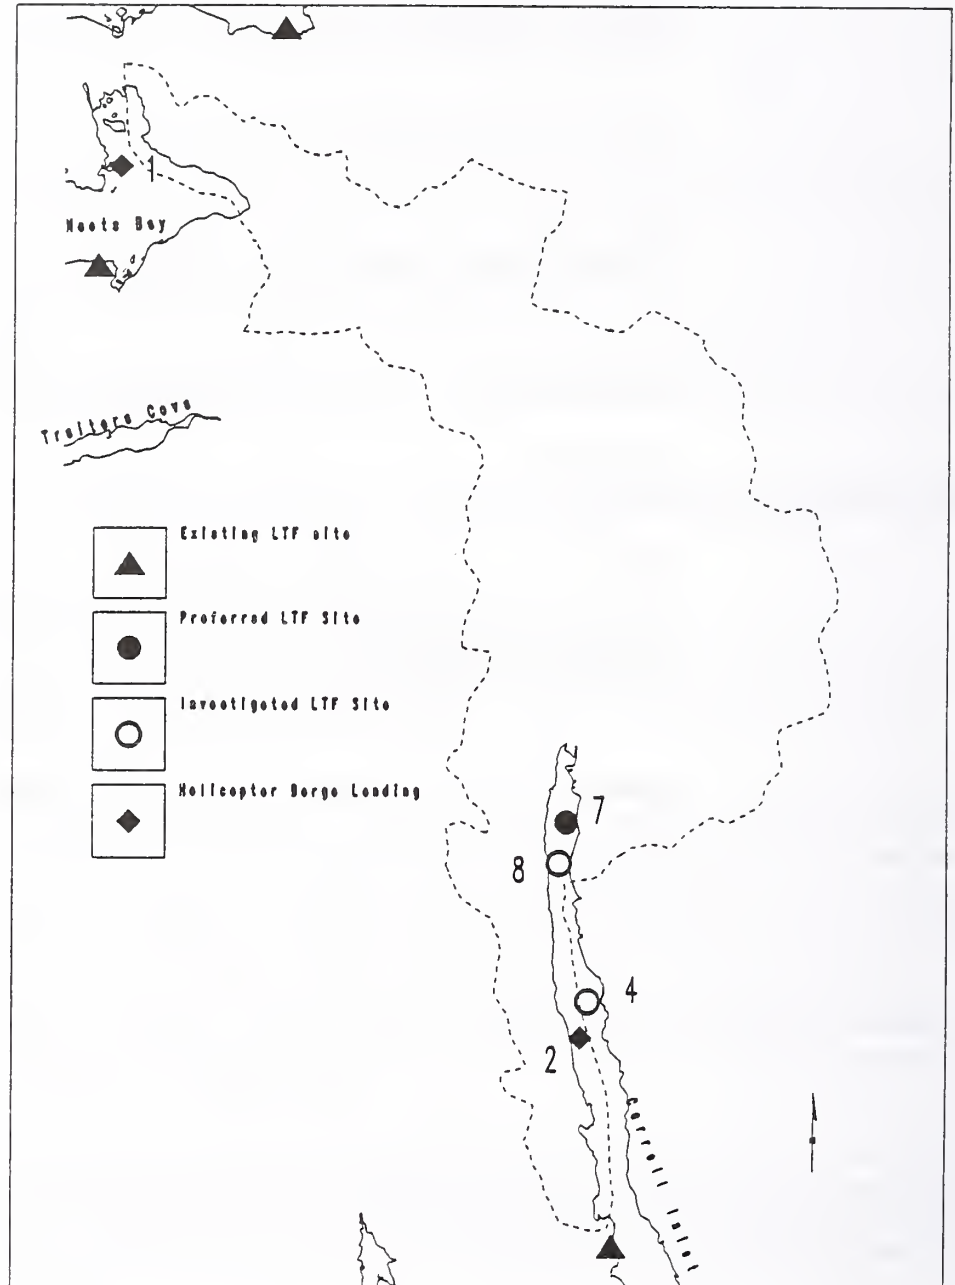 1
Neets Bay
Traitors Cove
Existing LTF site
Preferred LTF Site
Investigated LTF Site
Helicopter Barge Landing
7
8
4
2
Carroll Inlet